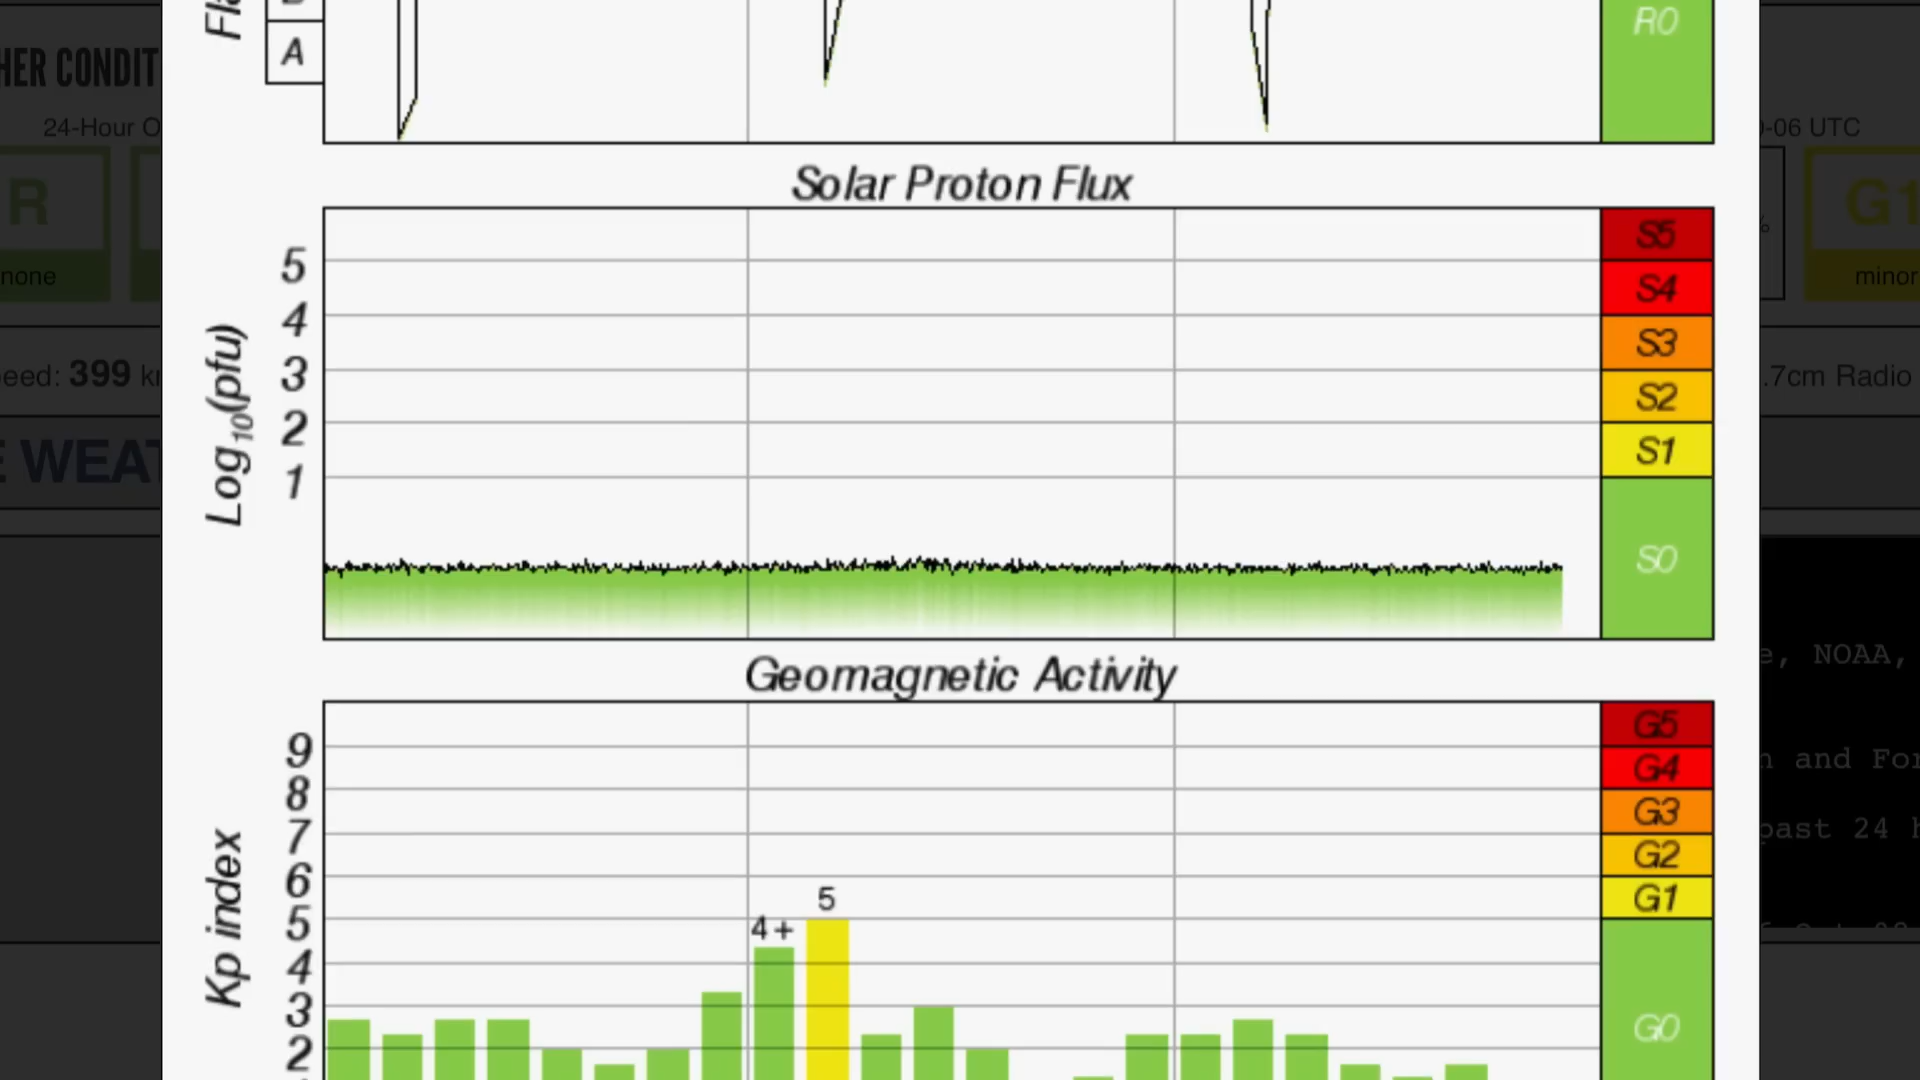 A
R0
HER CONDIT
24-Hour O
-06 UTC
R
G1
none
minor
Solar Proton Flux
S5
5
S4
4
S3
3
S2
2
S1
1
S0
Log10(pfu)
eed: 399 k
.7cm Radio
E WEAT
e, NOAA,
Geomagnetic Activity
G5
9
G4
8
G3
7
G2
6
G1
5
5
4+
4
3
G0
2
Kp index
n and For
past 24 h